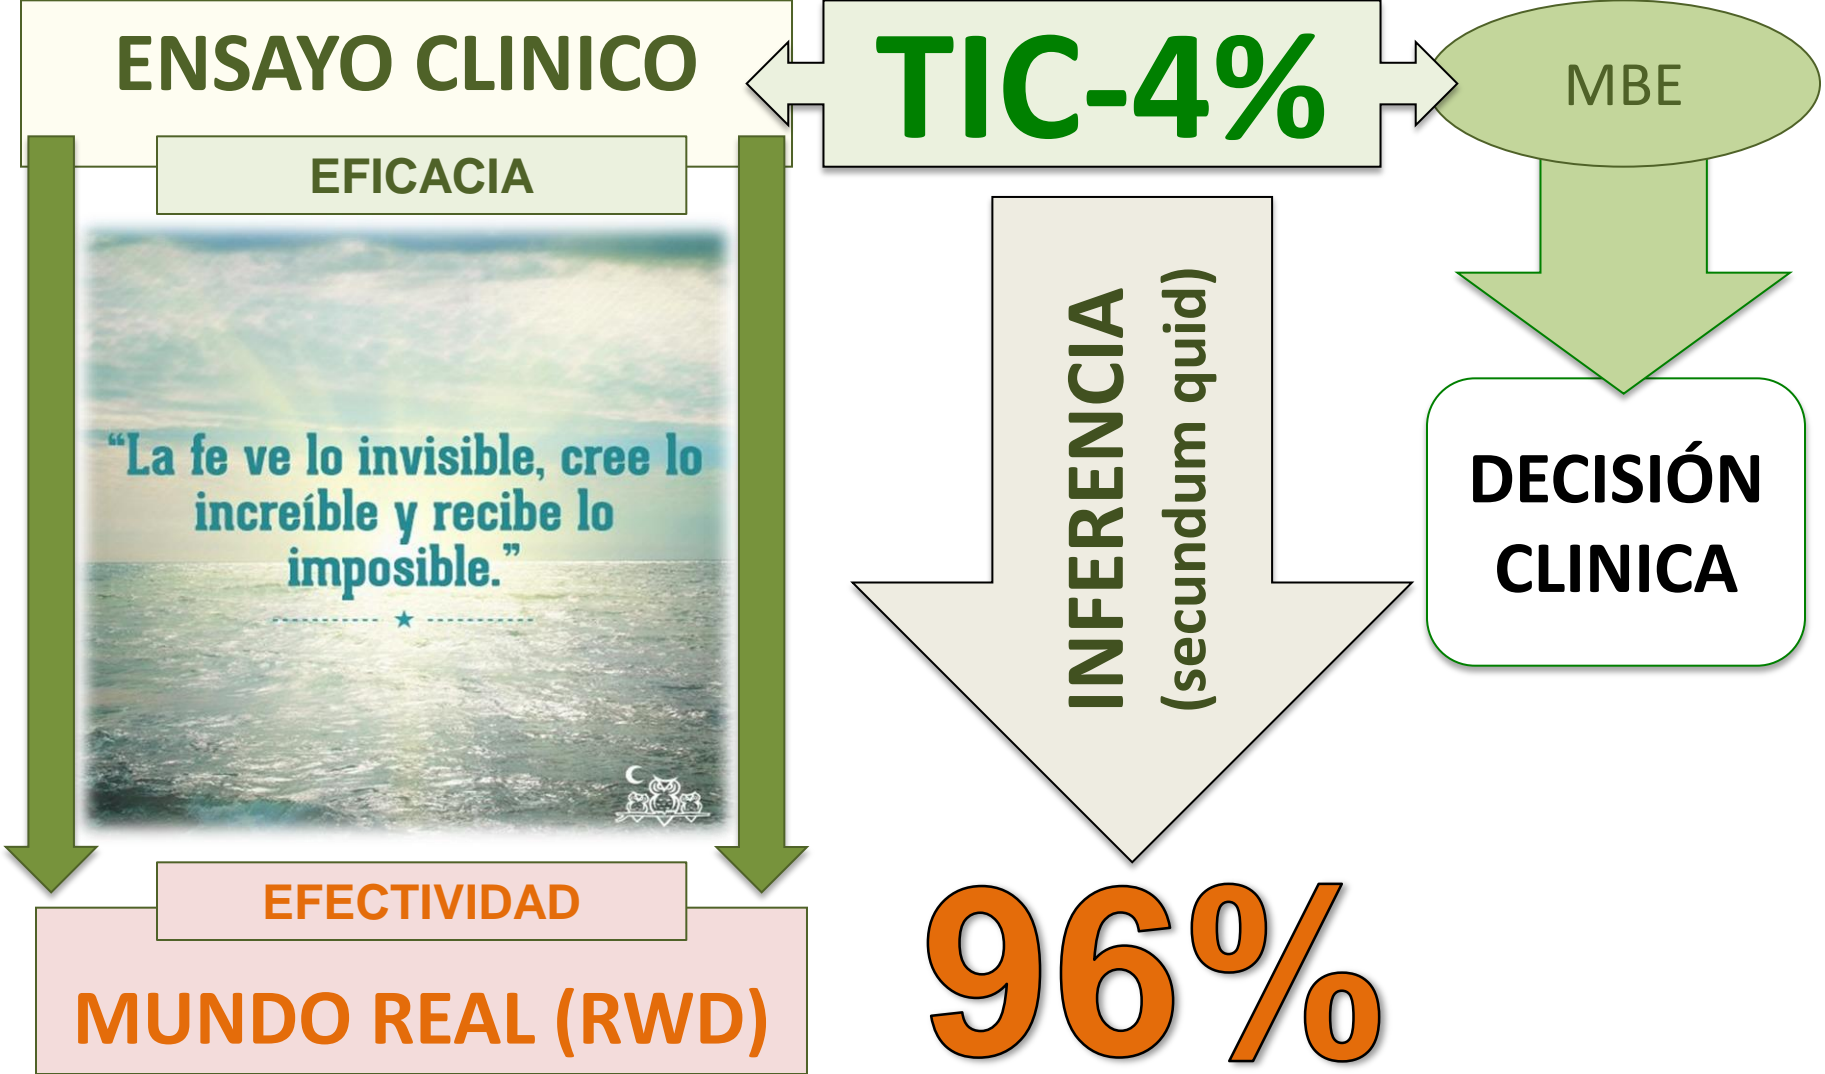 ENSAYO CLINICO
EFICACIA
“La fe ve lo invisible, cree lo
increíble y recibe lo
imposible.”
EFECTIVIDAD
MUNDO REAL (RWD)
TIC-4%
INFERENCIA
(secundum quid)
96%
MBE
DECISIÓN
CLINICA